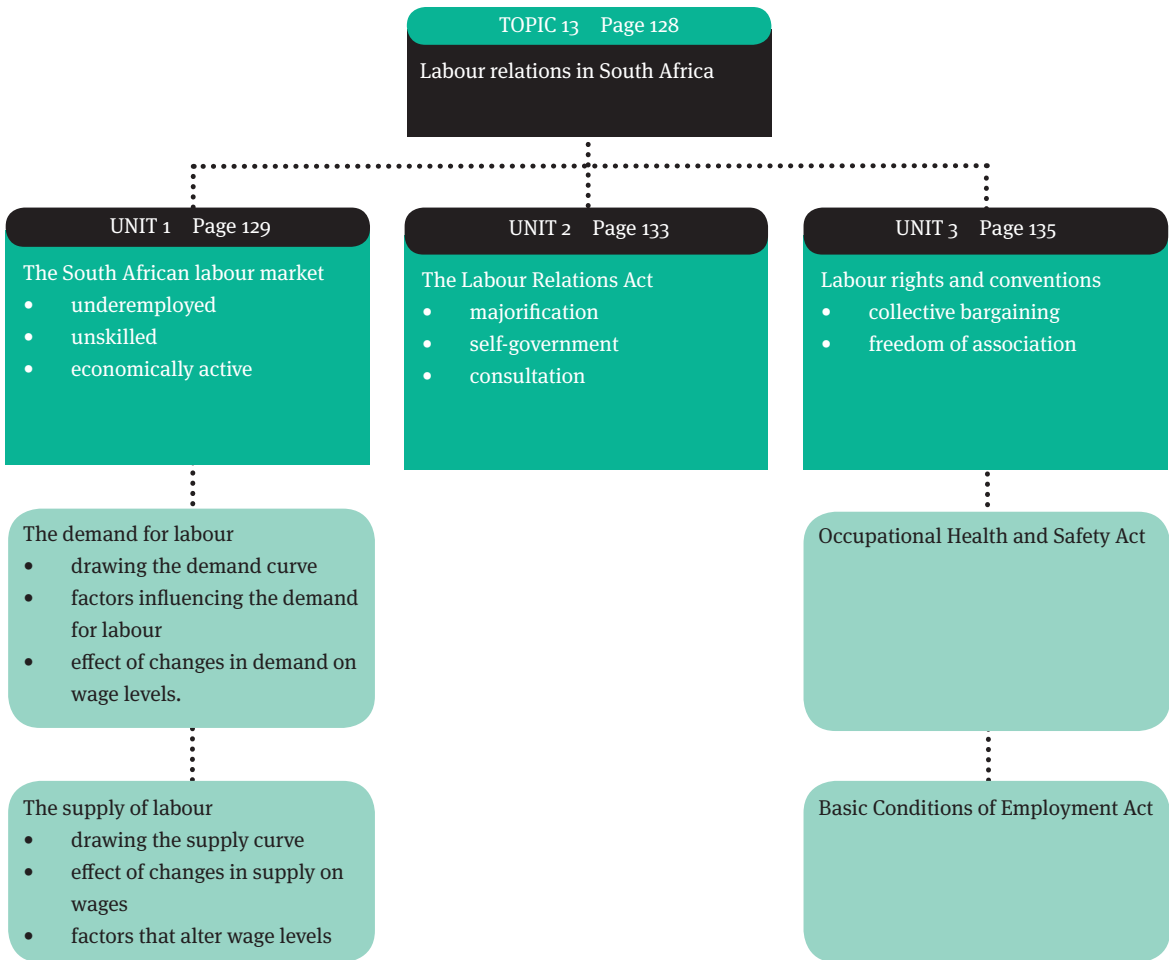 TOPIC 13 Page 128
Labour relations in South Africa
UNIT 1 Page 129
The South African labour market
• underemployed
• unskilled
• economically active
The demand for labour
• drawing the demand curve
• factors influencing the demand
for labour
• effect of changes in demand on
wage levels.
The supply of labour
• drawing the supply curve
• effect of changes in supply on
wages
• factors that alter wage levels
UNIT 2 Page 133
The Labour Relations Act
• majorification
• self-government
• consultation
UNIT 3 Page 135
Labour rights and conventions
• collective bargaining
• freedom of association
Occupational Health and Safety Act
Basic Conditions of Employment Act